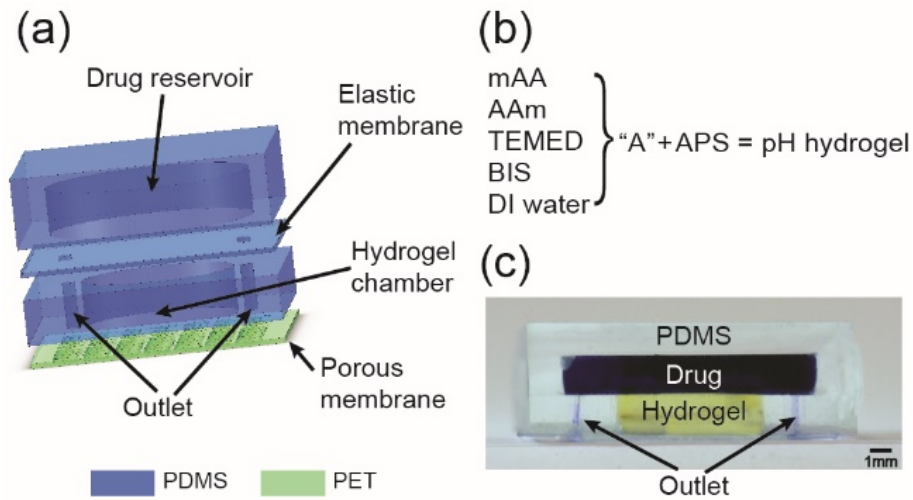 (a)
Drug reservoir
Elastic
membrane
Hydrogel
chamber
Outlet
Porous
membrane
PDMS
PET
(b)
mAA
AAm
TEMED
BIS
DI water
"A"+APS = pH hydrogel
(c)
PDMS
Drug
Hydrogel
Outlet
1mm